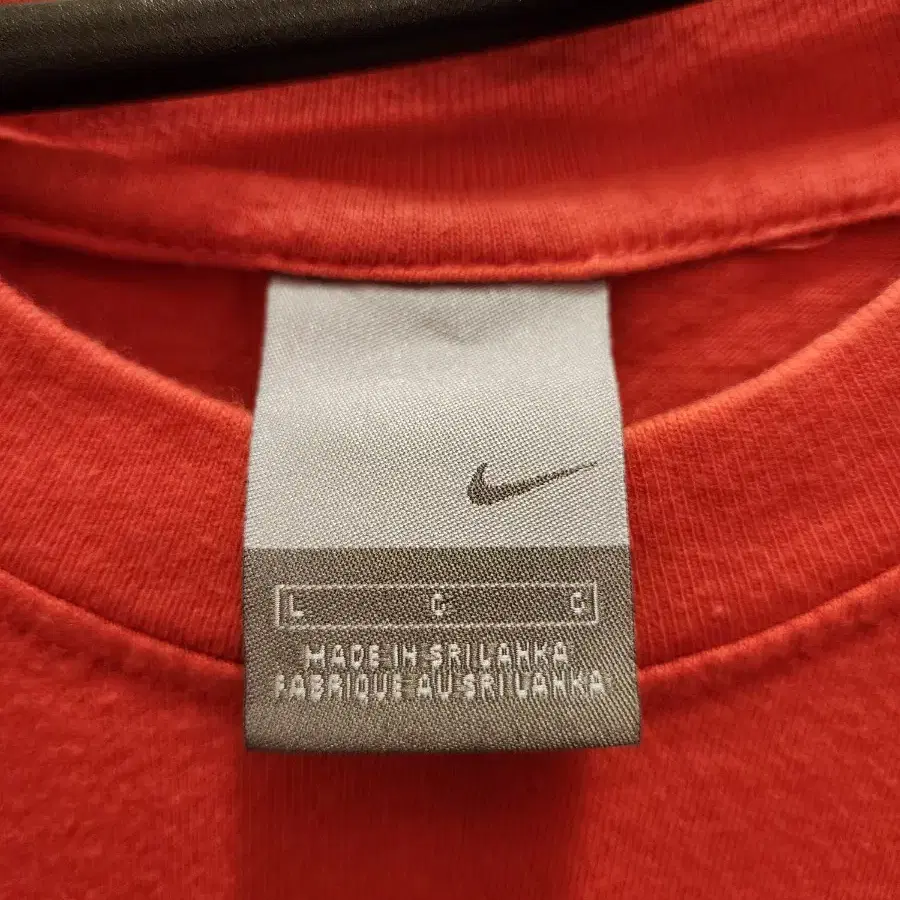 L G G
MADE IN SRI LANKA
FABRIQUE AU SRI LANKA